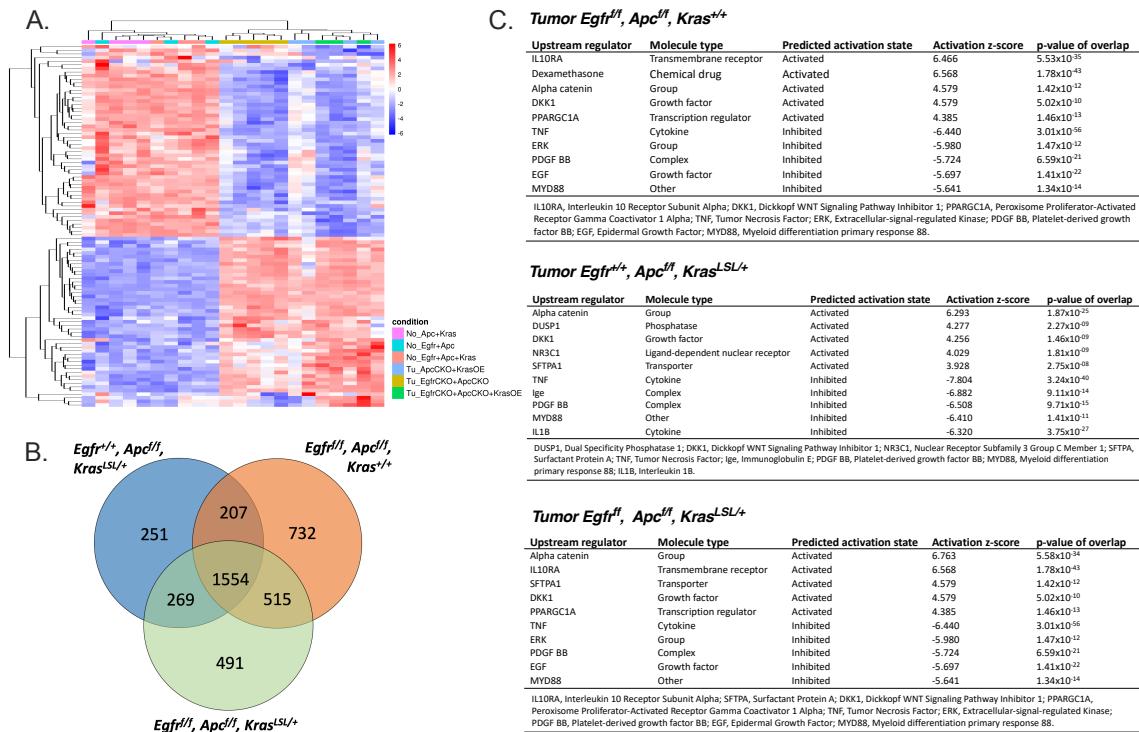 A.
6
4
2
0
-2
-4
-6
condition
No_Apc+Kras
No_Egfr+Apc
No_Egfr+Apc+Kras
Tu_ApcCKO+KrasOE
Tu_EgfrCKO+ApcCKO
Tu_EgfrCKO+ApcCKO+KrasOE
B.
Egfr+/+, Apcf/f,
KrasLSL/+
Egfrf/f, Apcf/f,
Kras+/+
251
207
732
1554
269
515
491
Egfrf/f, Apcf/f, KrasLSL/+
C.
Tumor Egfrf/f, Apcf/f, Kras+/+
Upstream regulator Molecule type Predicted activation state Activation z-score p-value of overlap
IL10RA Transmembrane receptor Activated 6.466 5.53x10-35
Dexamethasone Chemical drug Activated 6.568 1.78x10-43
Alpha catenin Group Activated 4.579 1.42x10-12
DKK1 Growth factor Activated 4.579 5.02x10-10
PPARGC1A Transcription regulator Activated 4.385 1.46x10-13
TNF Cytokine Inhibited -6.440 3.01x10-56
ERK Group Inhibited -5.980 1.47x10-12
PDGF BB Complex Inhibited -5.724 6.59x10-21
EGF Growth factor Inhibited -5.697 1.41x10-22
MYD88 Other Inhibited -5.641 1.34x10-14
IL10RA, Interleukin 10 Receptor Subunit Alpha; DKK1, Dickkopf WNT Signaling Pathway Inhibitor 1; PPARGC1A, Peroxisome Proliferator-Activated
Receptor Gamma Coactivator 1 Alpha; TNF, Tumor Necrosis Factor; ERK, Extracellular-signal-regulated Kinase; PDGF BB, Platelet-derived growth
factor BB; EGF, Epidermal Growth Factor; MYD88, Myeloid differentiation primary response 88.
Tumor Egfr+/+, Apcf/f, KrasLSL/+
Upstream regulator Molecule type Predicted activation state Activation z-score p-value of overlap
Alpha catenin Group Activated 6.293 1.87x10-25
DUSP1 Phosphatase Activated 4.277 2.27x10-09
DKK1 Growth factor Activated 4.256 1.46x10-09
NR3C1 Ligand-dependent nuclear receptor Activated 4.029 1.81x10-09
SFTPA1 Transporter Activated 3.928 2.75x10-08
TNF Cytokine Inhibited -7.804 3.24x10-40
Ige Complex Inhibited -6.882 9.11x10-14
PDGF BB Complex Inhibited -6.508 9.71x10-15
MYD88 Other Inhibited -6.410 1.41x10-11
IL1B Cytokine Inhibited -6.320 3.75x10-27
DUSP1, Dual Specificity Phosphatase 1; DKK1, Dickkopf WNT Signaling Pathway Inhibitor 1; NR3C1, Nuclear Receptor Subfamily 3 Group C Member 1; SFTPA,
Surfactant Protein A; TNF, Tumor Necrosis Factor; Ige, Immunoglobulin E; PDGF BB, Platelet-derived growth factor BB; MYD88, Myeloid differentiation
primary response 88; IL1B, Interleukin 1B.
Tumor Egfrf/f, Apcf/f, KrasLSL/+
Upstream regulator Molecule type Predicted activation state Activation z-score p-value of overlap
Alpha catenin Group Activated 6.763 5.58x10-34
IL10RA Transmembrane receptor Activated 6.568 1.78x10-43
SFTPA1 Transporter Activated 4.579 1.42x10-12
DKK1 Growth factor Activated 4.579 5.02x10-10
PPARGC1A Transcription regulator Activated 4.385 1.46x10-13
TNF Cytokine Inhibited -6.440 3.01x10-56
ERK Group Inhibited -5.980 1.47x10-12
PDGF BB Complex Inhibited -5.724 6.59x10-21
EGF Growth factor Inhibited -5.697 1.41x10-22
MYD88 Other Inhibited -5.641 1.34x10-14
IL10RA, Interleukin 10 Receptor Subunit Alpha; SFTPA, Surfactant Protein A; DKK1, Dickkopf WNT Signaling Pathway Inhibitor 1; PPARGC1A,
Peroxisome Proliferator-Activated Receptor Gamma Coactivator 1 Alpha; TNF, Tumor Necrosis Factor; ERK, Extracellular-signal-regulated Kinase;
PDGF BB, Platelet-derived growth factor BB; EGF, Epidermal Growth Factor; MYD88, Myeloid differentiation primary response 88.